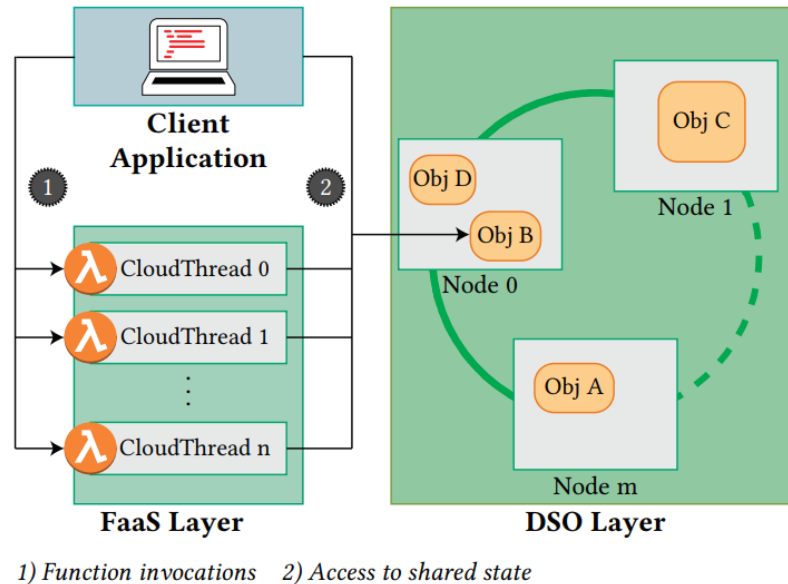 Client
Application
1
2
λ CloudThread 0
λ CloudThread 1
⋮
λ CloudThread n
FaaS Layer
Obj C
Node 1
Obj D
Obj B
Node 0
Obj A
Node m
DSO Layer
1) Function invocations 2) Access to shared state